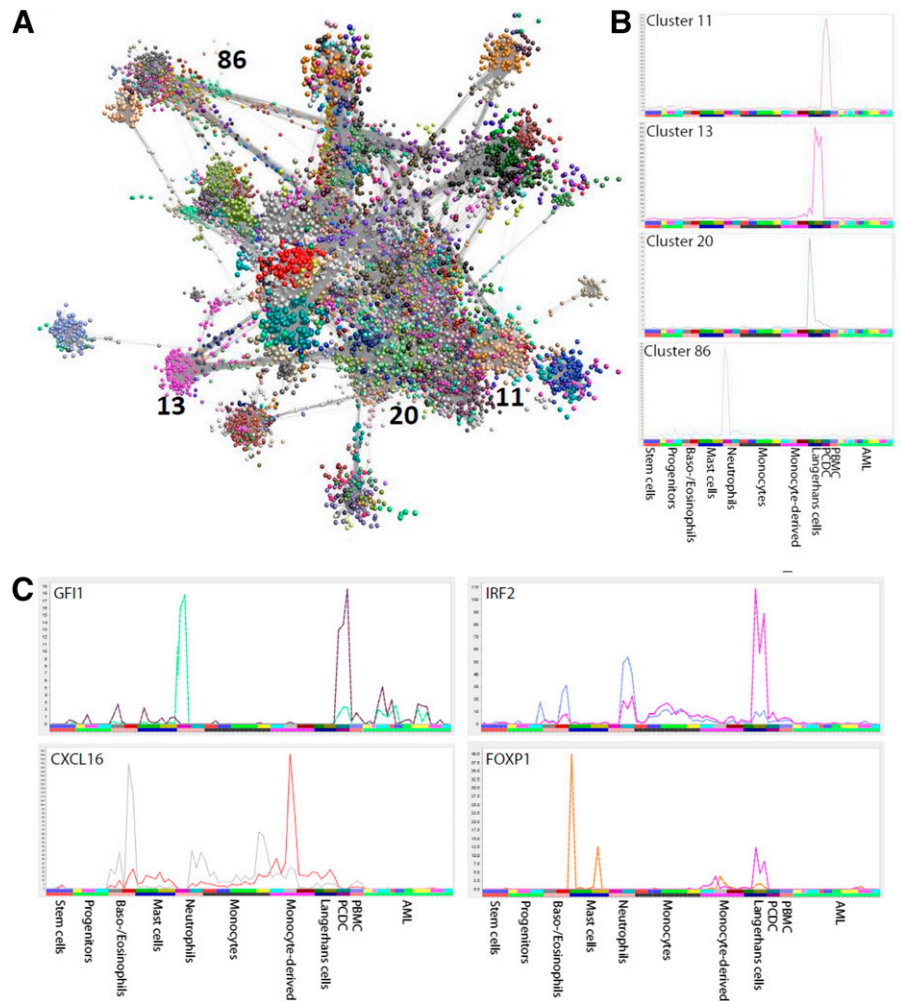 A
86
13
20
11
B
Cluster 11
Cluster 13
Cluster 20
Cluster 86
Stem cells
Progenitors
Baso-/Eosinophils
Mast cells
Neutrophils
Monocytes
Monocyte-derived
Langerhans cells
PCDC
PBMC
AML
C
GFI1
IRF2
CXCL16
FOXP1
Stem cells
Progenitors
Baso-/Eosinophils
Mast cells
Neutrophils
Monocytes
Monocyte-derived
Langerhans cells
PCDC
PBMC
AML
Stem cells
Progenitors
Baso-/Eosinophils
Mast cells
Neutrophils
Monocytes
Monocyte-derived
Langerhans cells
PCDC
PBMC
AML